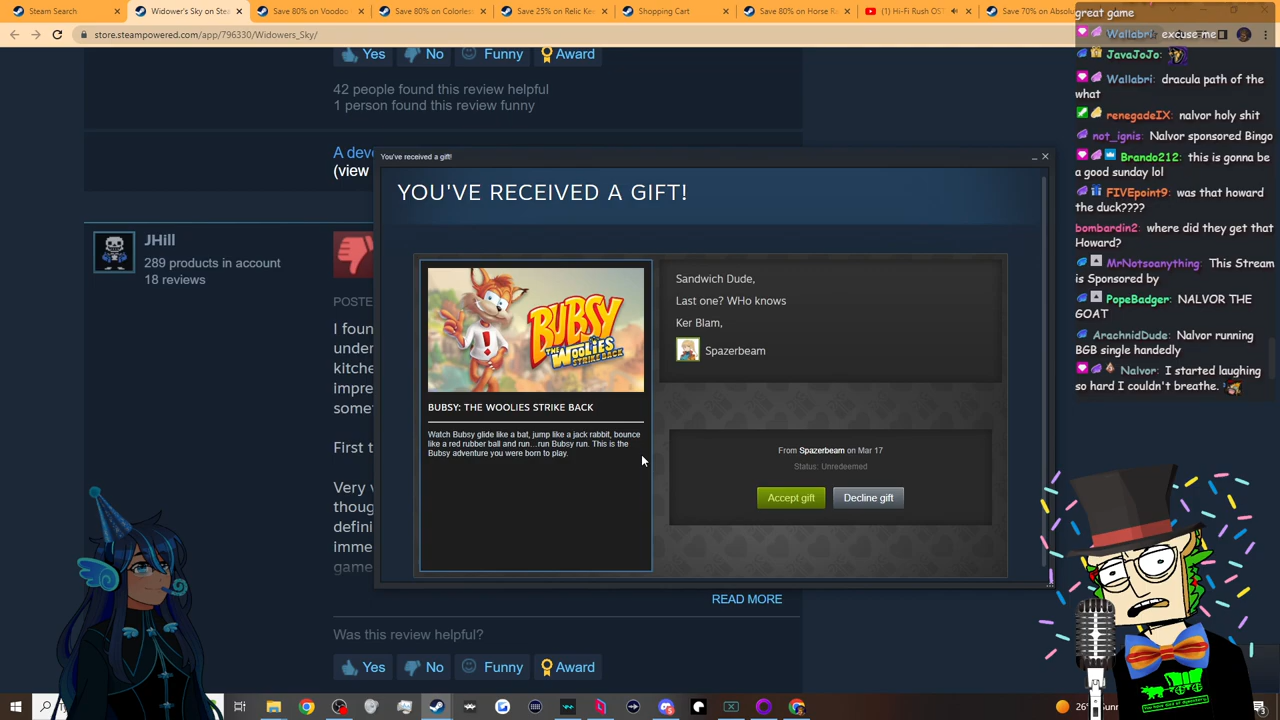 Steam Search
Widower's Sky on Ste
Save 80% on Voodoo
Save 80% on Colorles
Save 25% on Relic Ke
Shopping Cart
Save 80% on Horse Ra
(1) Hi-Fi Rush OST
Save 70% on Absolu
store.steampowered.com/app/796330/Widowers_Sky/
Yes
No
Funny
Award
42 people found this review helpful
1 person found this review funny
A deve
(view
JHill
289 products in account
18 reviews
POSTE
I foun
under
kitche
impre
some
First t
Very v
thoug
defini
imme
game
READ MORE
Was this review helpful?
Yes
No
Funny
Award
You've received a gift!
YOU'VE RECEIVED A GIFT!
BUBSY
THE WOOLIES
STRIKE BACK
BUBSY: THE WOOLIES STRIKE BACK
Watch Bubsy glide like a bat, jump like a jack rabbit, bounce
like a red rubber ball and run...run Bubsy run. This is the
Bubsy adventure you were born to play.
Sandwich Dude,
Last one? WHo knows
Ker Blam,
Spazerbeam
From Spazerbeam on Mar 17
Status: Unredeemed
Accept gift
Decline gift
great game
Wallabri: excuse me
JavaJoJo:
Wallabri: dracula path of the
what
renegadeIX: nalvor holy shit
not_ignis: Nalvor sponsored Bingo
Brando212: this is gonna be
a good sunday lol
FIVEpoint9: was that howard
the duck????
bombardin2: where did they get that
Howard?
MrNotsoanything: This Stream
is Sponsored by
PopeBadger: NALVOR THE
GOAT
ArachnidDude: Nalvor running
BGB single handedly
Nalvor: I started laughing
so hard I couldn't breathe.
26°